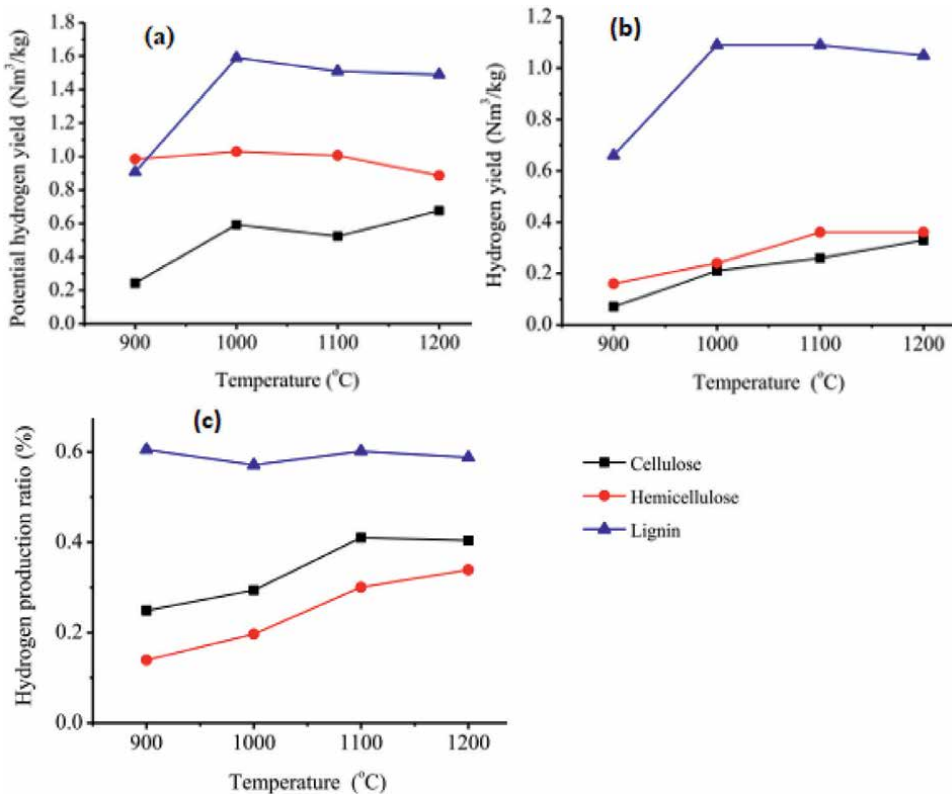 (a)
Potential hydrogen yield (Nm³/kg)
1.8
1.6
1.4
1.2
1.0
0.8
0.6
0.4
0.2
0.0
900 1000 1100 1200
Temperature (°C)
(b)
Hydrogen yield (Nm³/kg)
1.2
1.0
0.8
0.6
0.4
0.2
0.0
900 1000 1100 1200
Temperature (°C)
(c)
Hydrogen production ratio (%)
0.6
0.4
0.2
0.0
900 1000 1100 1200
Temperature (°C)
Cellulose
Hemicellulose
Lignin